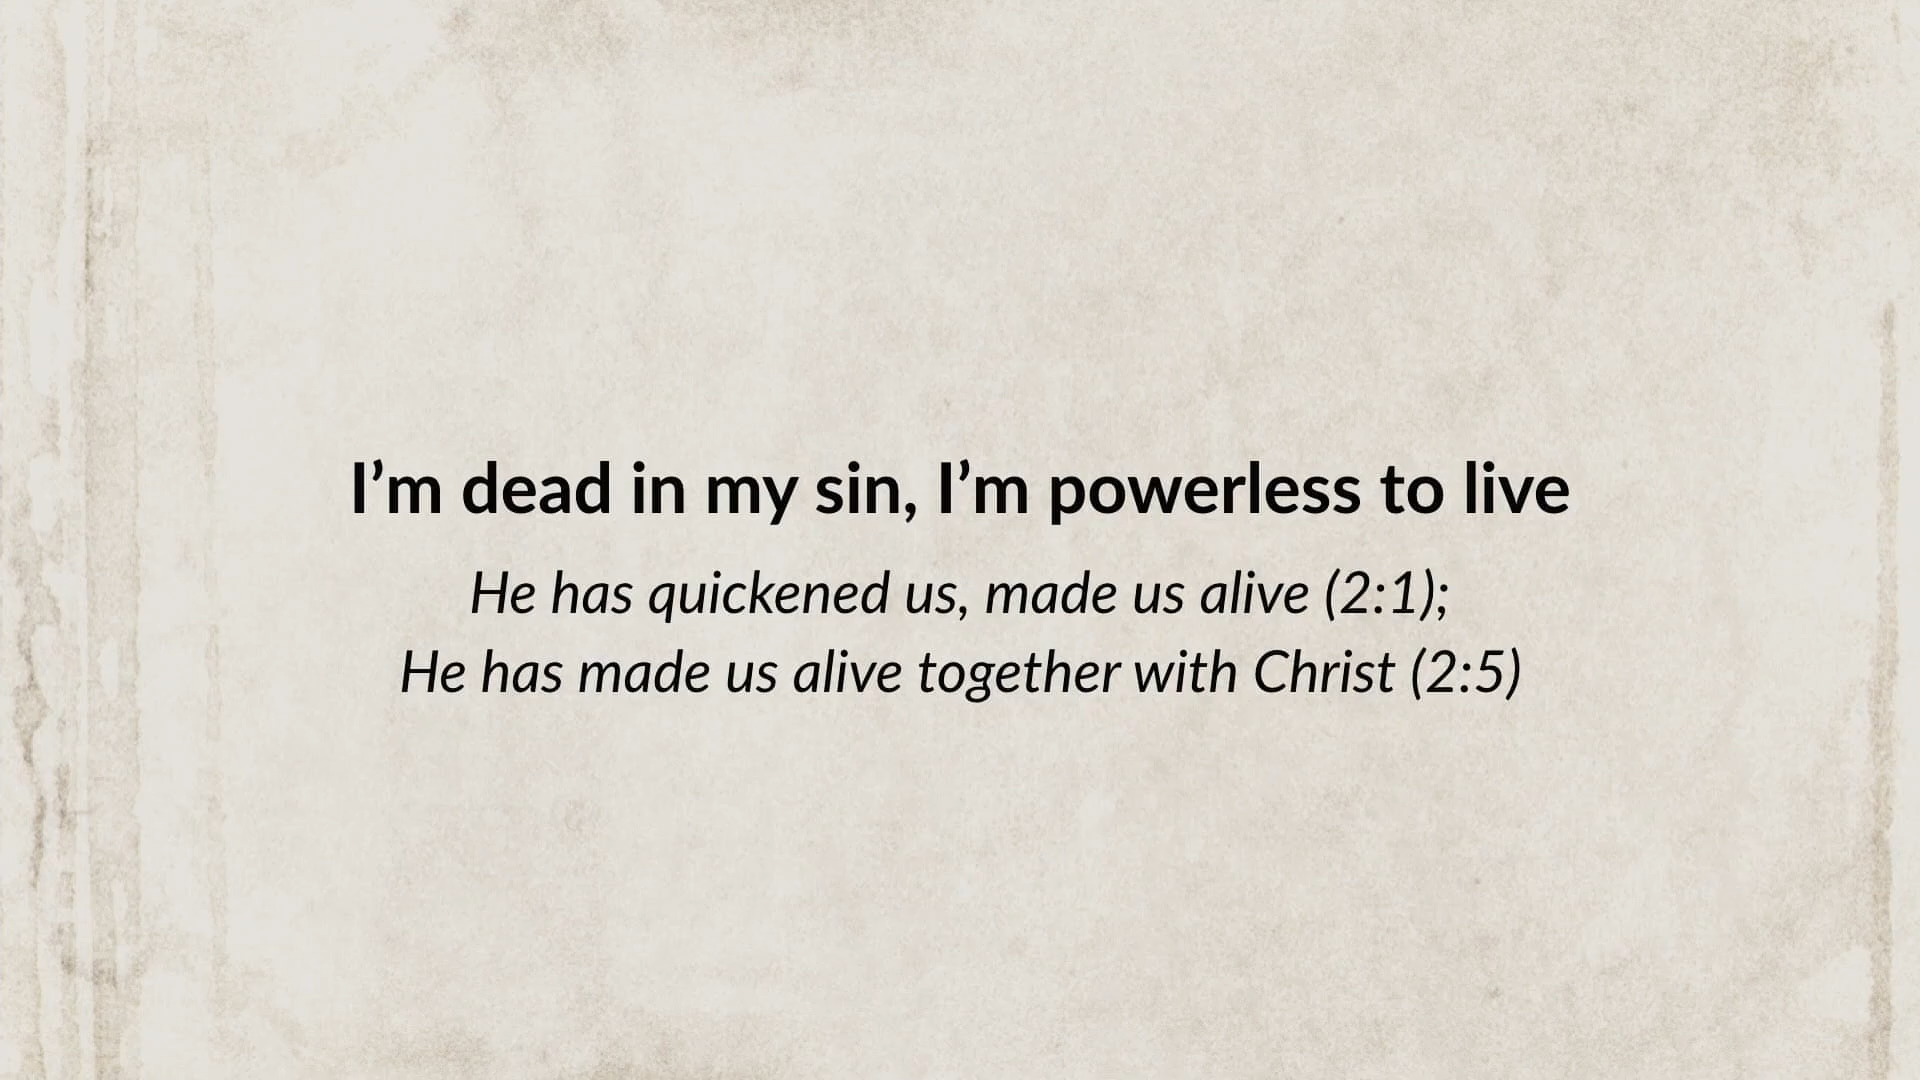 I’m dead in my sin, I’m powerless to live
He has quickened us, made us alive (2:1);
He has made us alive together with Christ (2:5)